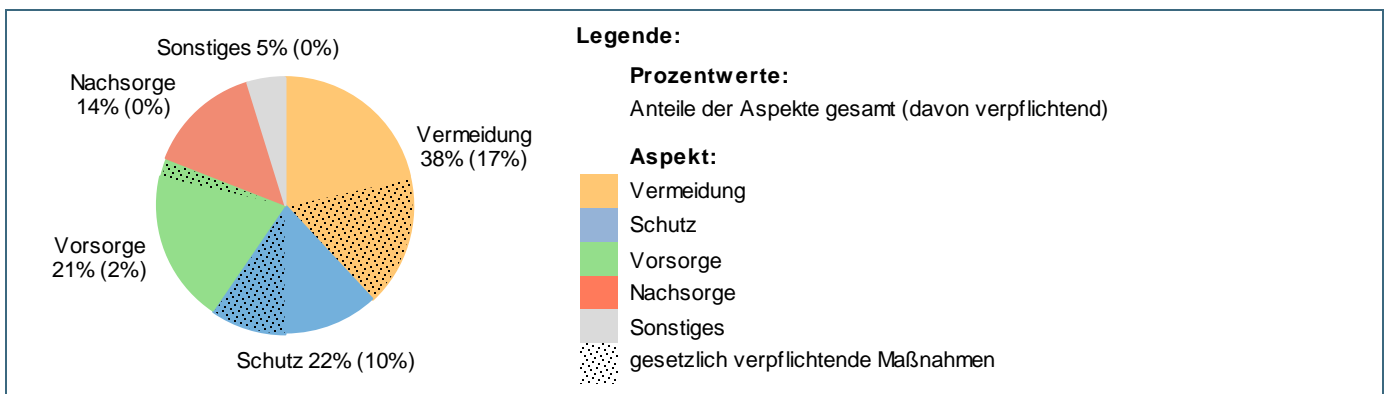 Sonstiges 5% (0%)
Nachsorge
14% (0%)
Vermeidung
38% (17%)
Vorsorge
21% (2%)
Schutz 22% (10%)
Legende:
Prozentwerte:
Anteile der Aspekte gesamt (davon verpflichtend)
Aspekt:
Vermeidung
Schutz
Vorsorge
Nachsorge
Sonstiges
gesetzlich verpflichtende Maßnahmen